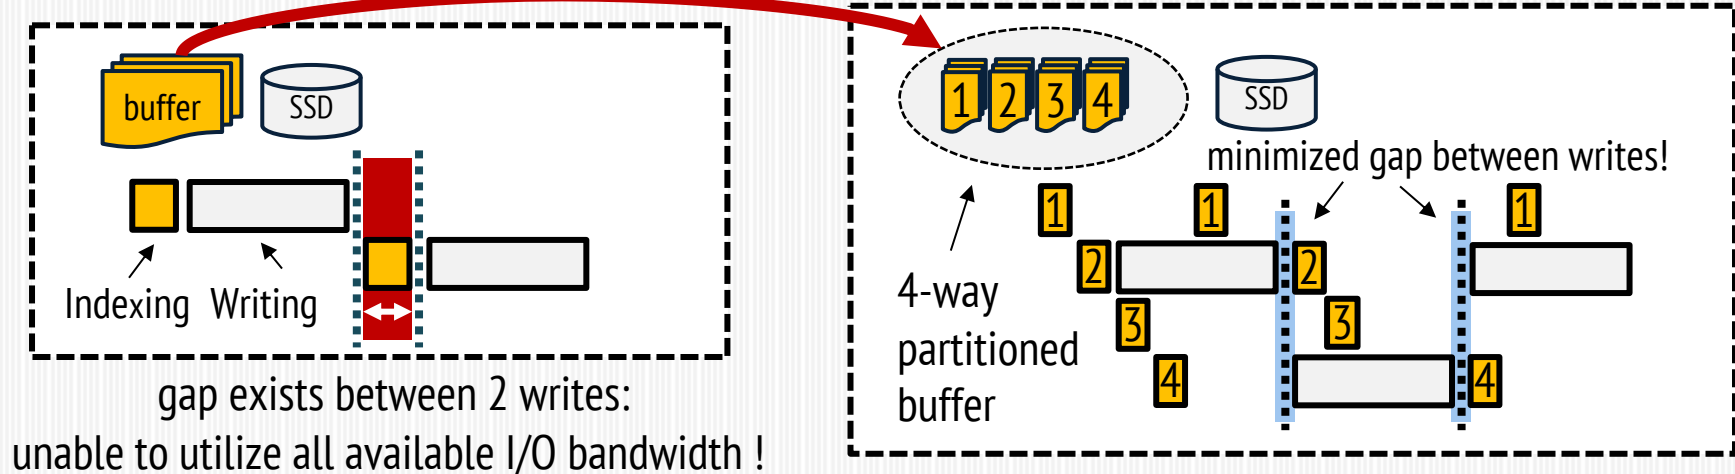 buffer
SSD
Indexing Writing
gap exists between 2 writes:
unable to utilize all available I/O bandwidth !
1 2 3 4
SSD
minimized gap between writes!
1 1 1
2 2
3 3
4 4
4-way
partitioned
buffer